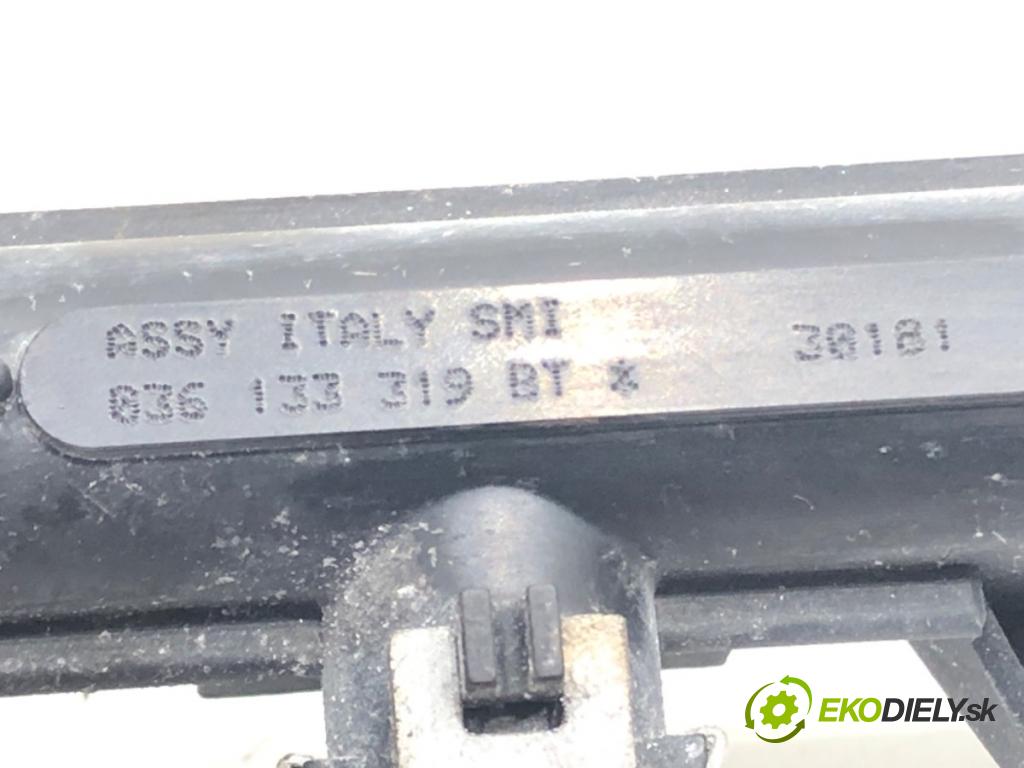 ASSY ITALY SMI
036 133 319 BT
30181
EKODIELY.sk